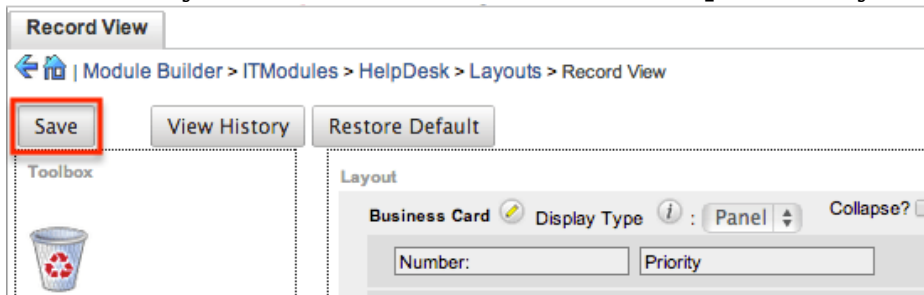 Record View
| Module Builder > ITModules > HelpDesk > Layouts > Record View
Save View History Restore Default
Toolbox
Layout
Business Card Display Type i : Panel Collapse?
Number: Priority